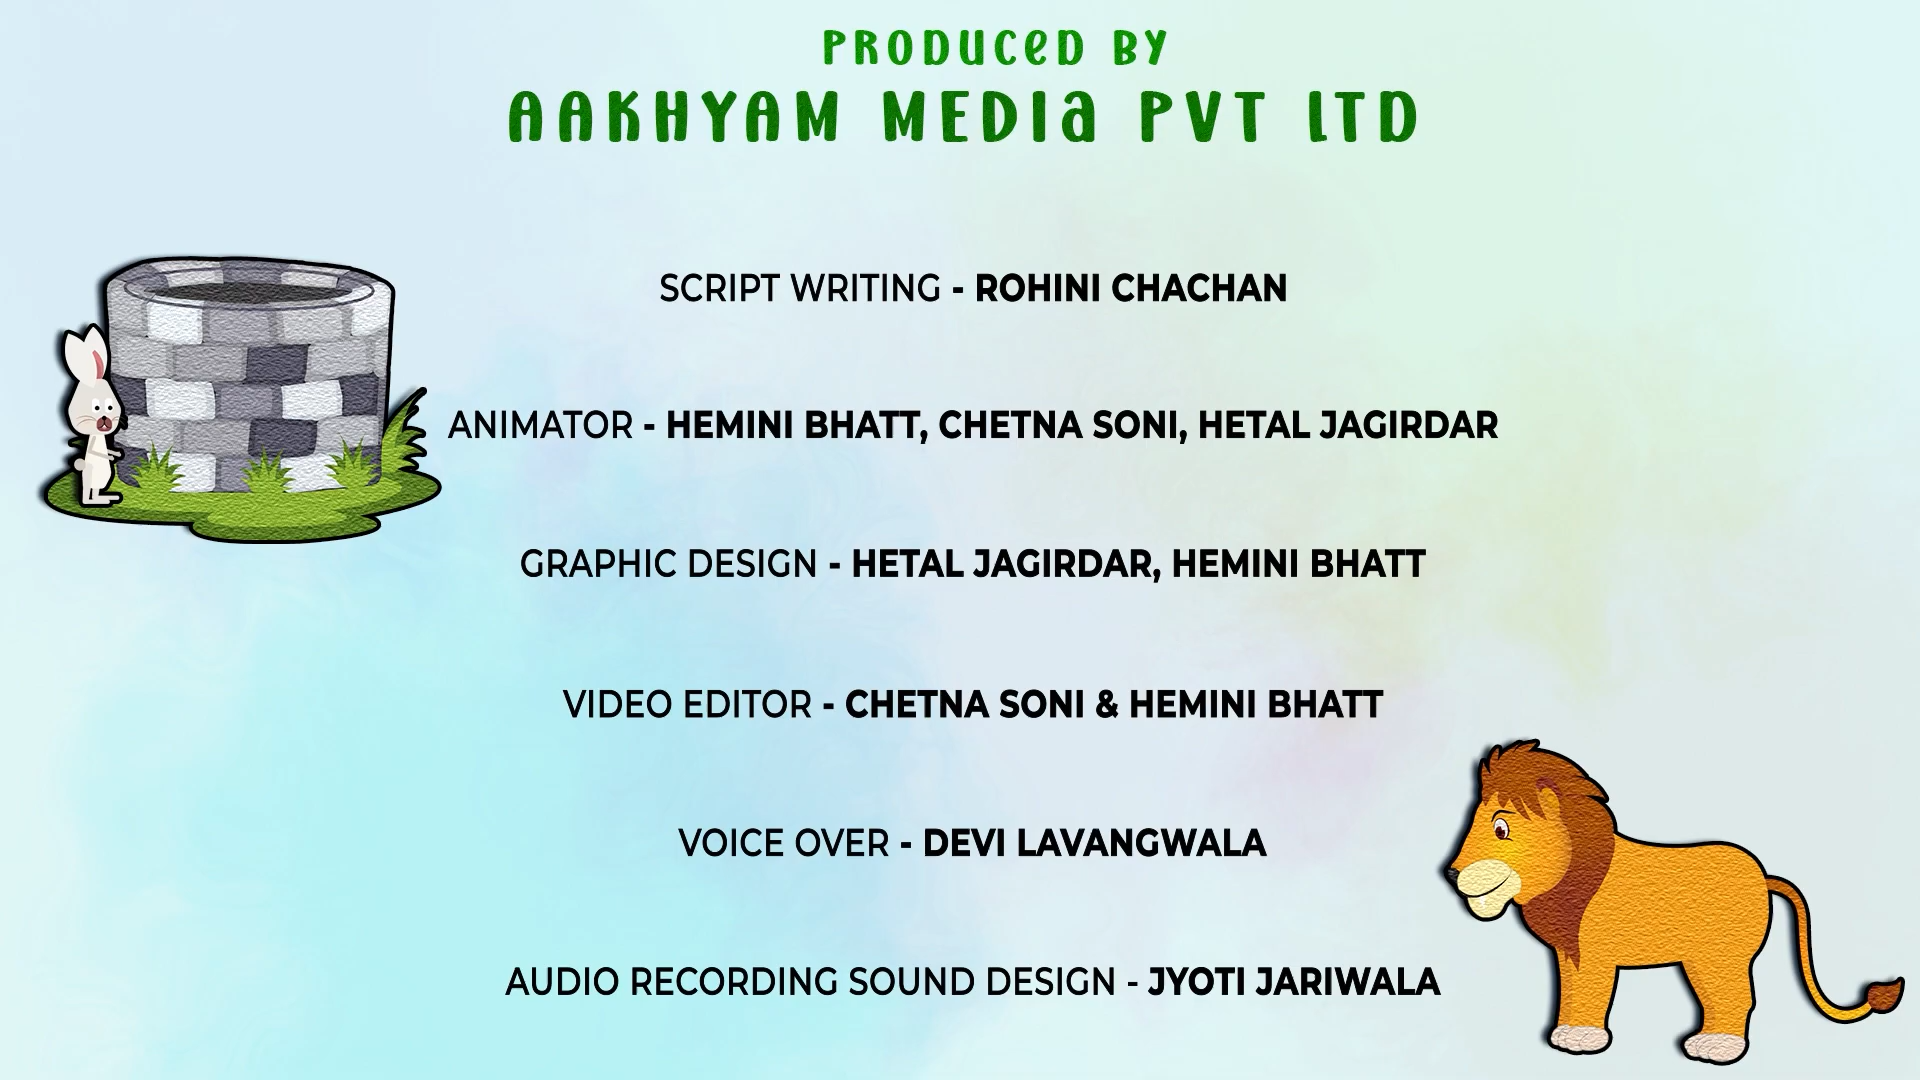 PRODUCED BY
AAKHYAM MEDIA PVT LTD
SCRIPT WRITING - ROHINI CHACHAN
ANIMATOR - HEMINI BHATT, CHETNA SONI, HETAL JAGIRDAR
GRAPHIC DESIGN - HETAL JAGIRDAR, HEMINI BHATT
VIDEO EDITOR - CHETNA SONI & HEMINI BHATT
VOICE OVER - DEVI LAVANGWALA
AUDIO RECORDING SOUND DESIGN - JYOTI JARIWALA